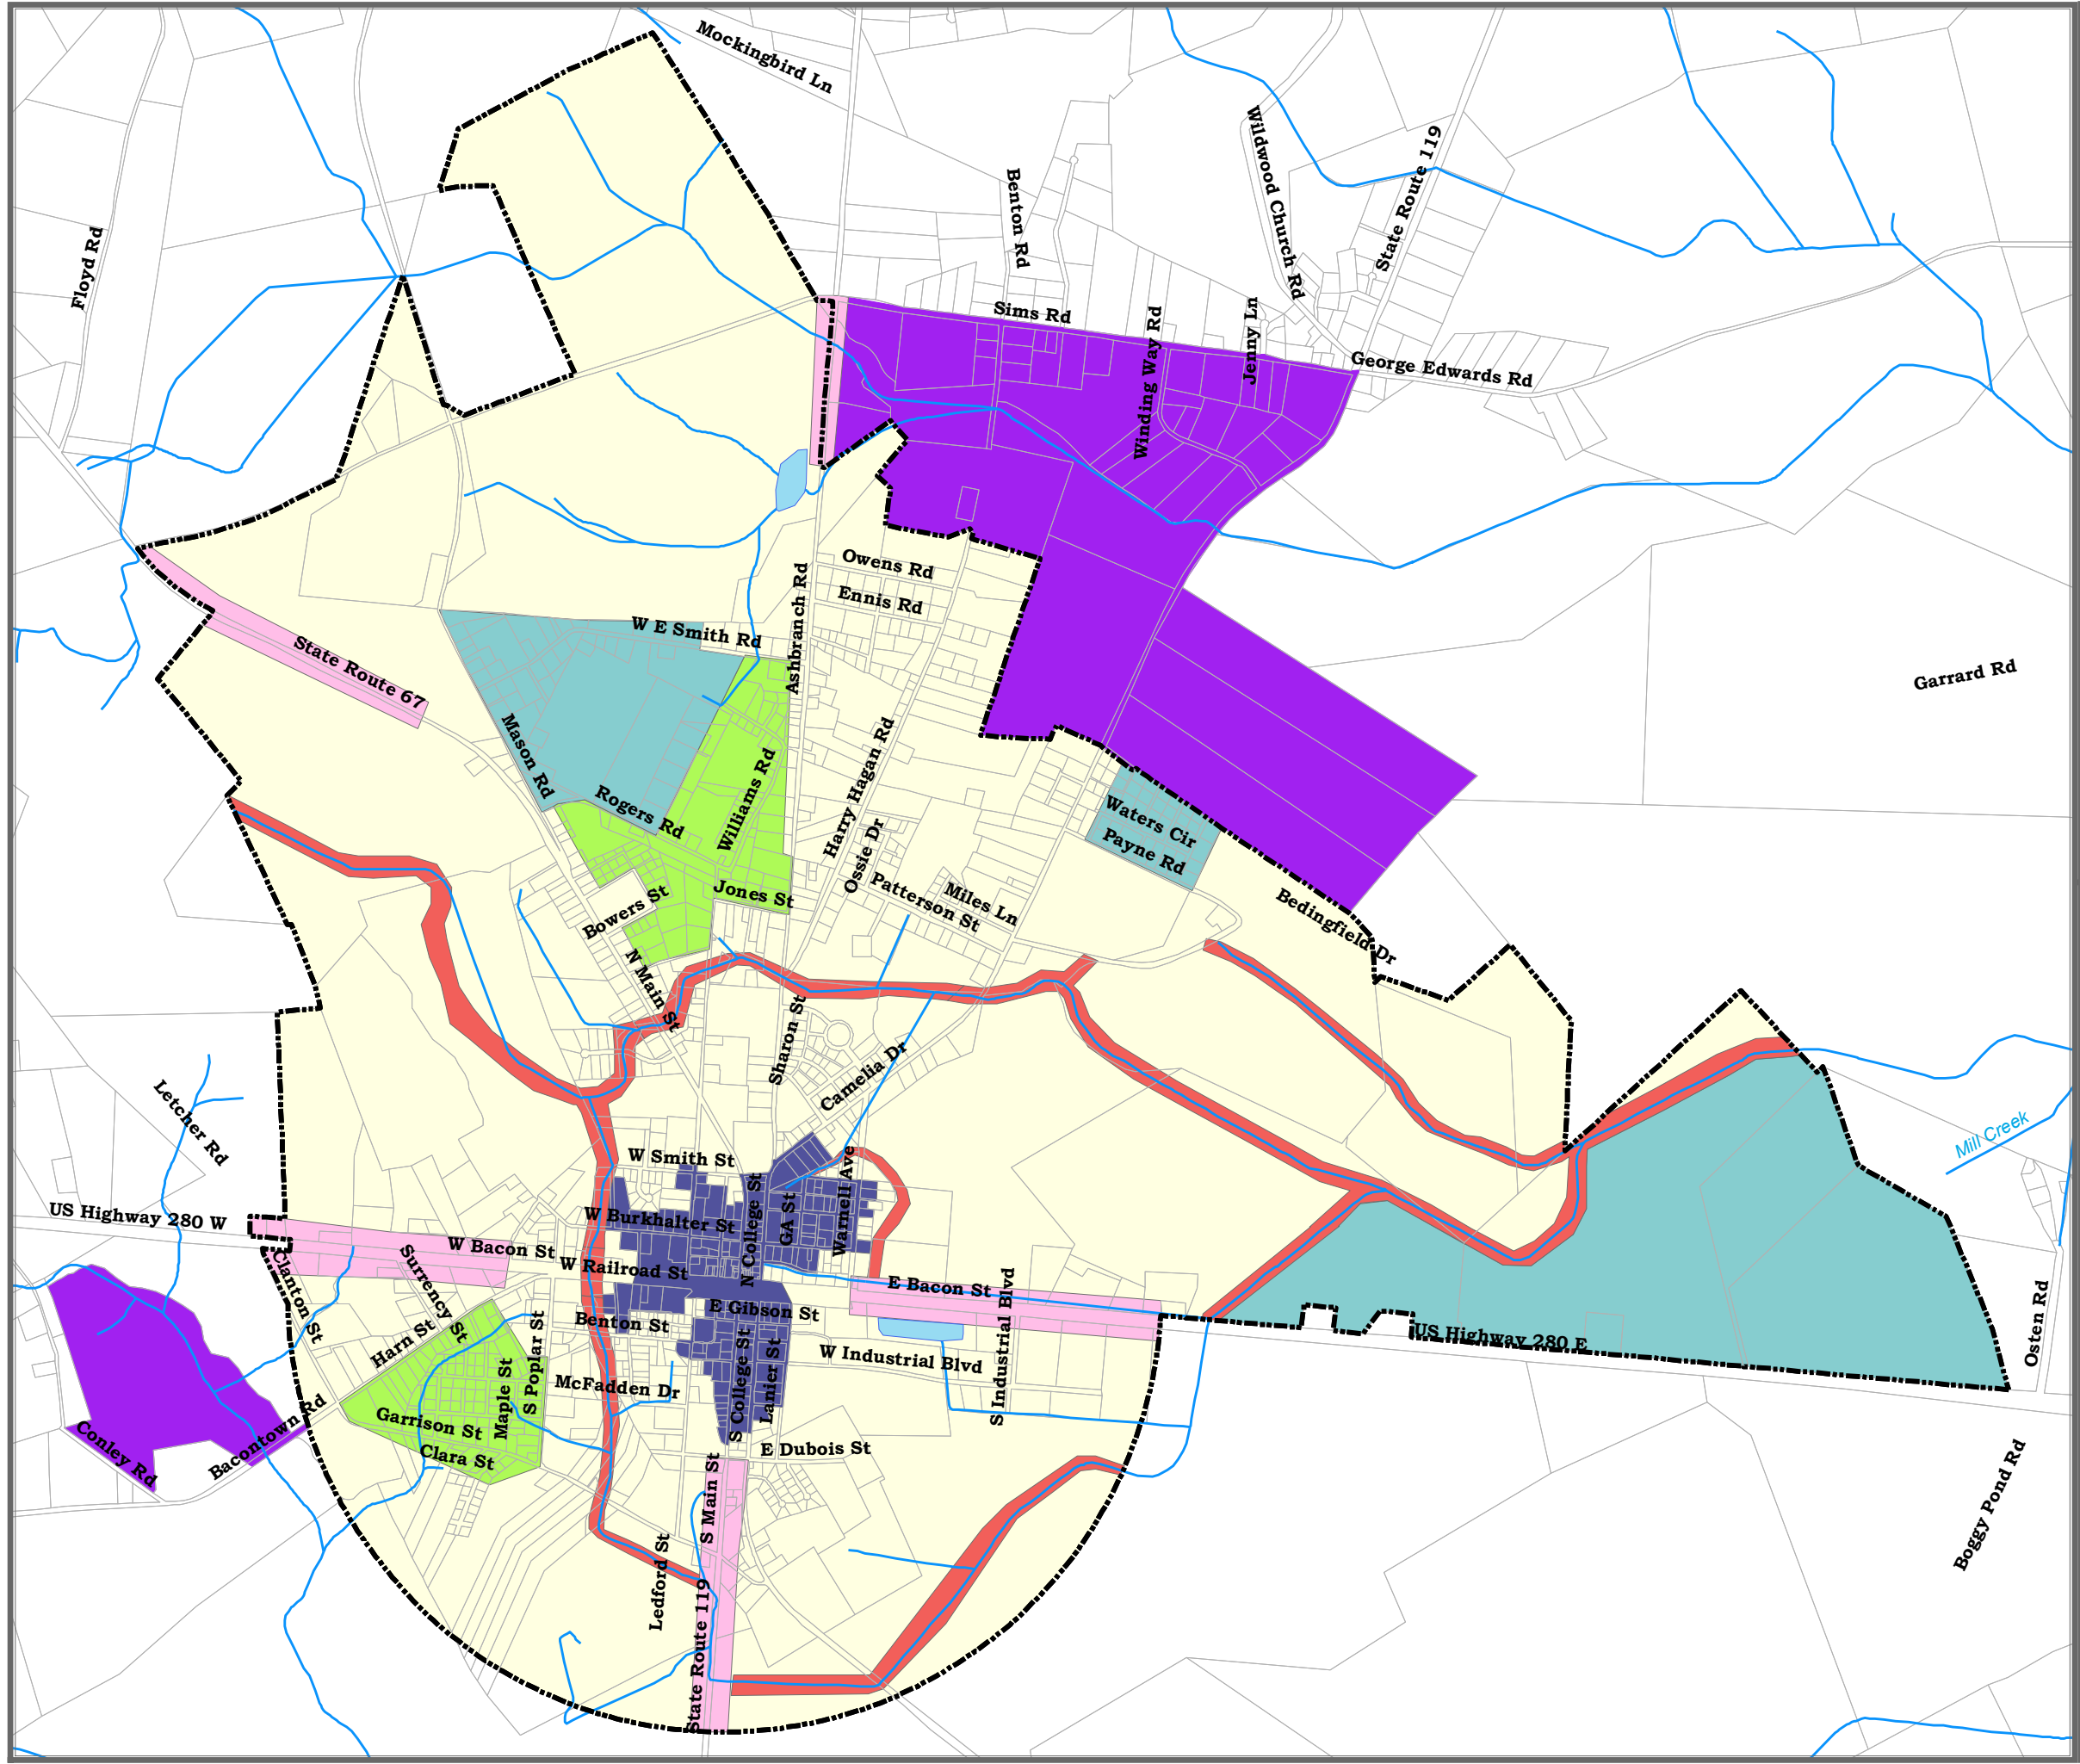 Mockingbird Ln
Wildwood Church Rd
State Route 119
Benton Rd
Floyd Rd
Sims Rd
Winding Way Rd
Jenny Ln
George Edwards Rd
Owens Rd
Ennis Rd
Ashbranch Rd
W E Smith Rd
State Route 67
Garrard Rd
Mason Rd
Harry Hagan Rd
Williams Rd
Rogers Rd
Waters Cir
Payne Rd
Ossie Dr
Jones St
Patterson St
Miles Ln
Bowers St
Bedingfield Dr
N Main St
Sharon St
Camelia Dr
Letcher Rd
Mill Creek
W Smith St
Warnell Ave
US Highway 280 W
W Burkhalter St
N College St
GA St
W Bacon St
W Railroad St
Surrency St
Clanton St
E Bacon St
E Gibson St
Benton St
S Industrial Blvd
US Highway 280 E
Osten Rd
Harn St
S Poplar St
W Industrial Blvd
Maple St
McFadden Dr
S College St
Lanier St
Garrison St
Clara St
E Dubois St
Bacontown Rd
Conley Rd
S Main St
Boggy Pond Rd
Ledford St
State Route 119